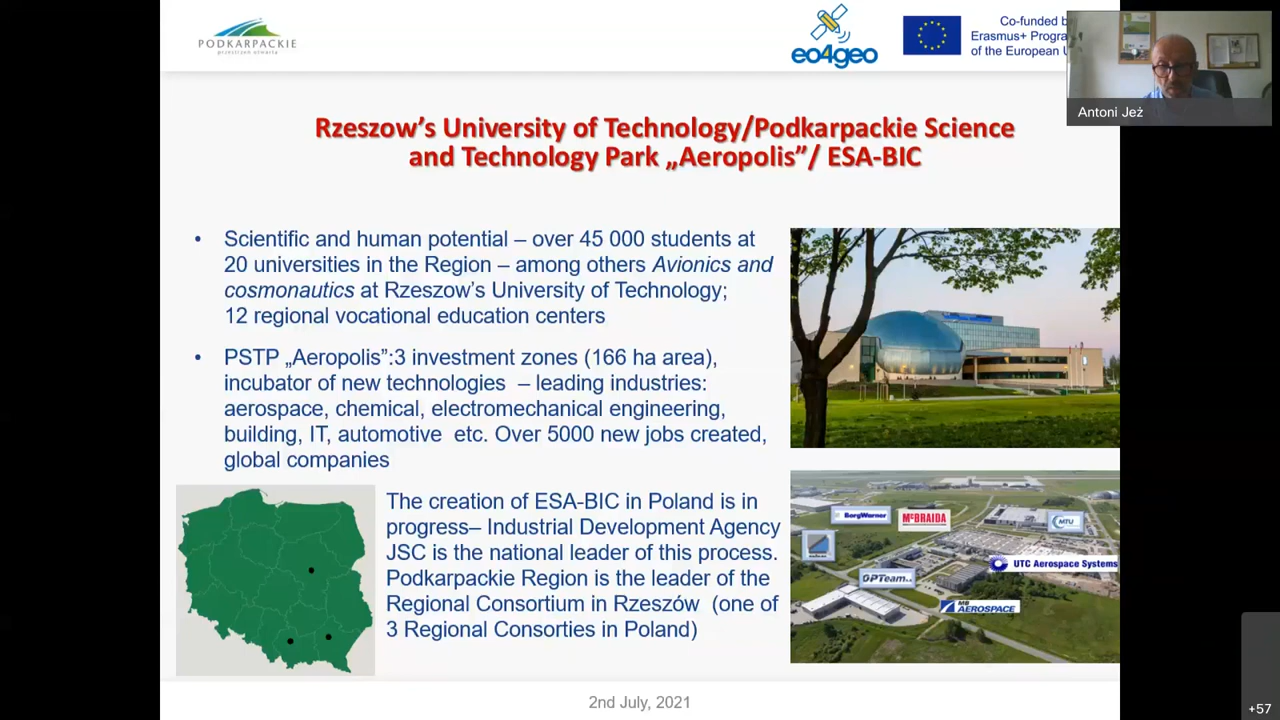 PODKARPACKIE
przestrzeń otwarta
eo4geo
Co-funded b
Erasmus+ Progra
of the European U
Antoni Jeż
Rzeszow's University of Technology/Podkarpackie Science
and Technology Park „Aeropolis”/ ESA-BIC
• Scientific and human potential – over 45 000 students at
20 universities in the Region – among others Avionics and
cosmonautics at Rzeszow's University of Technology;
12 regional vocational education centers
• PSTP „Aeropolis”:3 investment zones (166 ha area),
incubator of new technologies – leading industries:
aerospace, chemical, electromechanical engineering,
building, IT, automotive etc. Over 5000 new jobs created,
global companies
The creation of ESA-BIC in Poland is in
progress– Industrial Development Agency
JSC is the national leader of this process.
Podkarpackie Region is the leader of the
Regional Consortium in Rzeszów (one of
3 Regional Consorties in Poland)
BorgWarner
McBRAIDA
MTU
UTC Aerospace Systems
OPTeam
MB
AEROSPACE
2nd July, 2021
+57